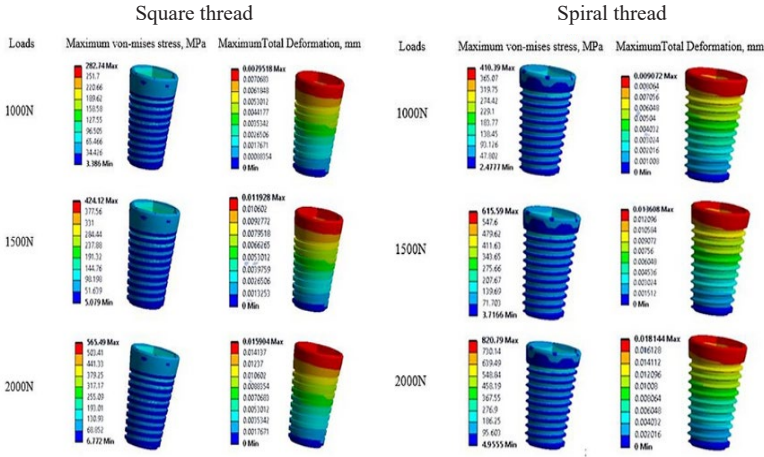 Square thread
Loads
Maximum von-mises stress, MPa
MaximumTotal Deformation, mm
1000N
282.74 Max
251.7
220.66
189.62
158.58
127.55
96.505
65.466
34.426
3.386 Min
0.0079518 Max
0.0070683
0.0061848
0.0053012
0.0044177
0.0035342
0.0026506
0.0017671
0.00088354
0 Min
1500N
424.12 Max
377.56
331
284.44
237.88
191.32
144.76
98.198
51.639
5.079 Min
0.011928 Max
0.010602
0.0092772
0.0079518
0.0066265
0.0053012
0.0039759
0.0026506
0.0013253
0 Min
2000N
565.49 Max
503.41
441.33
379.25
317.17
255.09
193.01
130.93
68.852
6.772 Min
0.015904 Max
0.014137
0.01237
0.010602
0.0088354
0.0070683
0.0053012
0.0035342
0.0017671
0 Min
Spiral thread
Loads
Maximum von-mises stress, MPa
MaximumTotal Deformation, mm
1000N
410.39 Max
365.07
319.75
274.42
229.1
183.77
138.45
93.126
47.802
2.4777 Min
0.009072 Max
0.008064
0.007056
0.006048
0.00504
0.004032
0.003024
0.002016
0.001008
0 Min
1500N
615.59 Max
547.6
479.62
411.63
343.65
275.66
207.67
139.69
71.703
3.7166 Min
0.013608 Max
0.012096
0.010584
0.009072
0.00756
0.006048
0.004536
0.003024
0.001512
0 Min
2000N
820.79 Max
730.14
639.49
548.84
458.19
367.55
276.9
186.25
95.603
4.9555 Min
0.018144 Max
0.016128
0.014112
0.012096
0.01008
0.008064
0.006048
0.004032
0.002016
0 Min